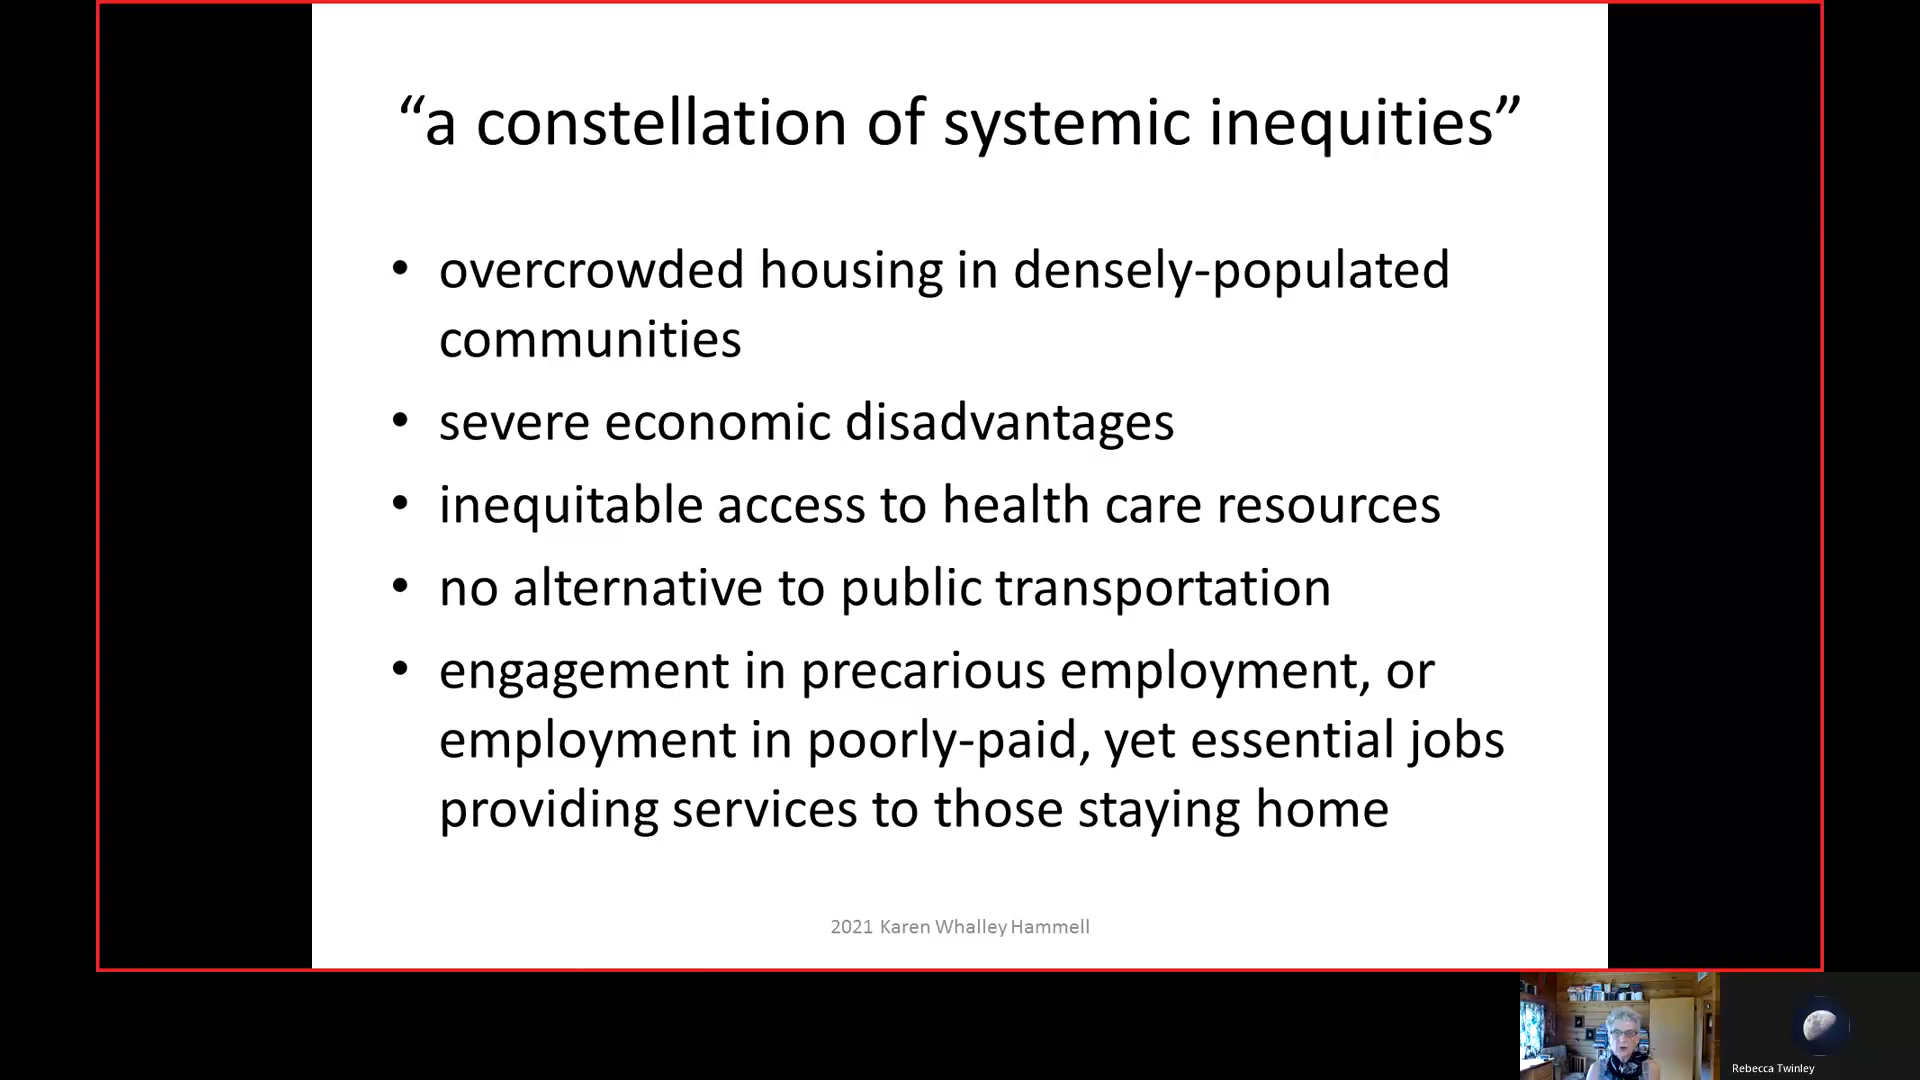 “a constellation of systemic inequities”
• overcrowded housing in densely-populated
communities
• severe economic disadvantages
• inequitable access to health care resources
• no alternative to public transportation
• engagement in precarious employment, or
employment in poorly-paid, yet essential jobs
providing services to those staying home
2021 Karen Whalley Hammell
Rebecca Twinley